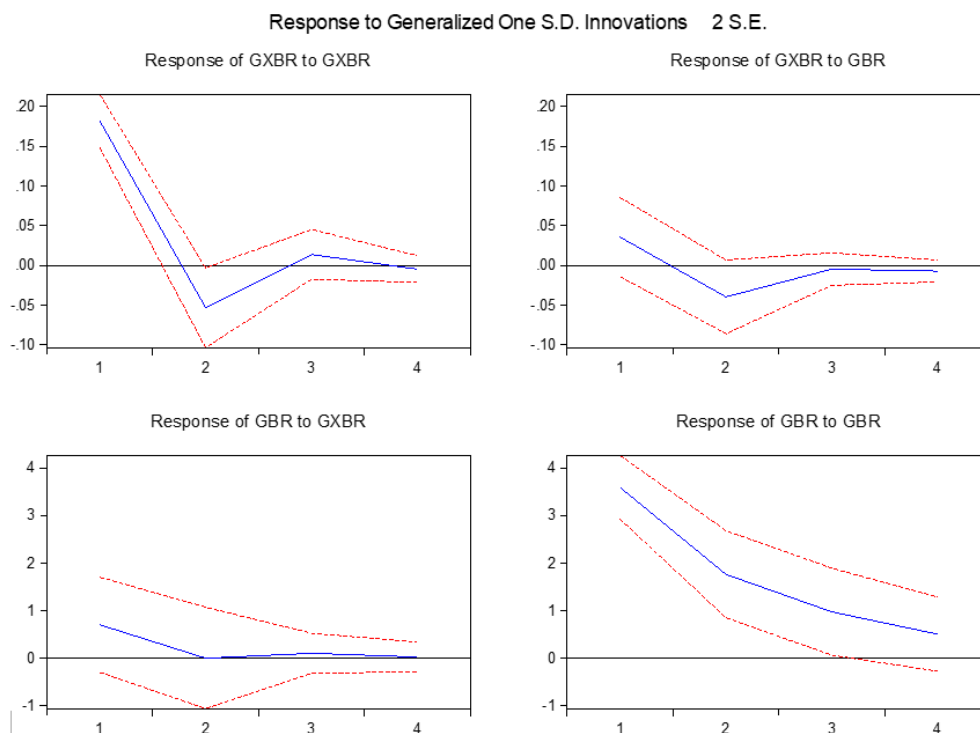 Response to Generalized One S.D. Innovations 2 S.E.
Response of GXBR to GXBR
.20
.15
.10
.05
.00
-.05
-.10
1 2 3 4
Response of GXBR to GBR
.20
.15
.10
.05
.00
-.05
-.10
1 2 3 4
Response of GBR to GXBR
4
3
2
1
0
-1
1 2 3 4
Response of GBR to GBR
4
3
2
1
0
-1
1 2 3 4